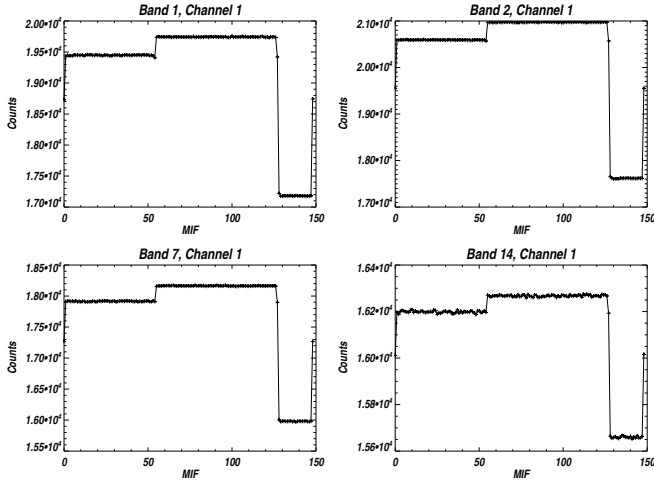 Band 1, Channel 1
2.00•10⁴
1.95•10⁴
1.90•10⁴
1.85•10⁴
1.80•10⁴
1.75•10⁴
1.70•10⁴
Counts
0 50 100 150
MIF
Band 2, Channel 1
2.10•10⁴
2.00•10⁴
1.90•10⁴
1.80•10⁴
1.70•10⁴
Counts
0 50 100 150
MIF
Band 7, Channel 1
1.85•10⁴
1.80•10⁴
1.75•10⁴
1.70•10⁴
1.65•10⁴
1.60•10⁴
1.55•10⁴
Counts
0 50 100 150
MIF
Band 14, Channel 1
1.64•10⁴
1.62•10⁴
1.60•10⁴
1.58•10⁴
1.56•10⁴
Counts
0 50 100 150
MIF